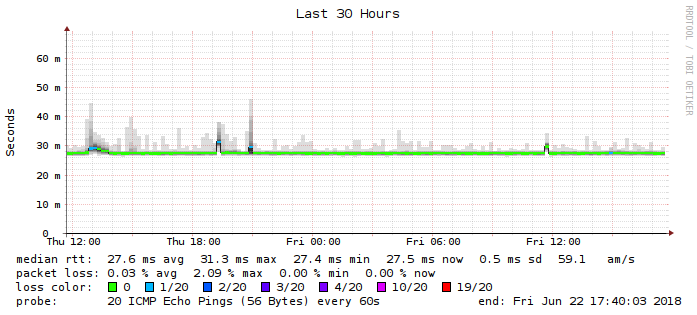 Last 30 Hours
RRDTOOL / TOBI OETIKER
Seconds
60 m
50 m
40 m
30 m
20 m
10 m
0
Thu 12:00 Thu 18:00 Fri 00:00 Fri 06:00 Fri 12:00
median rtt: 27.6 ms avg 31.3 ms max 27.4 ms min 27.5 ms now 0.5 ms sd 59.1 am/s
packet loss: 0.03 % avg 2.09 % max 0.00 % min 0.00 % now
loss color: 0 1/20 2/20 3/20 4/20 10/20 19/20
probe: 20 ICMP Echo Pings (56 Bytes) every 60s end: Fri Jun 22 17:40:03 2018